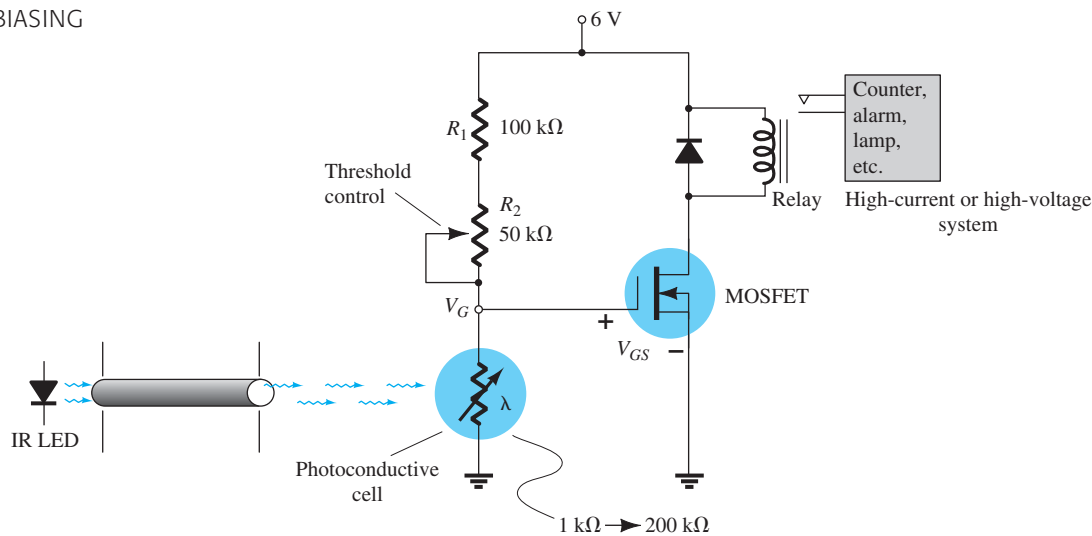 BIASING
6 V
R1 100 kΩ
Threshold
control
R2
50 kΩ
Counter,
alarm,
lamp,
etc.
Relay
High-current or high-voltage
system
MOSFET
VG
+
VGS
−
λ
IR LED
Photoconductive
cell
1 kΩ → 200 kΩ